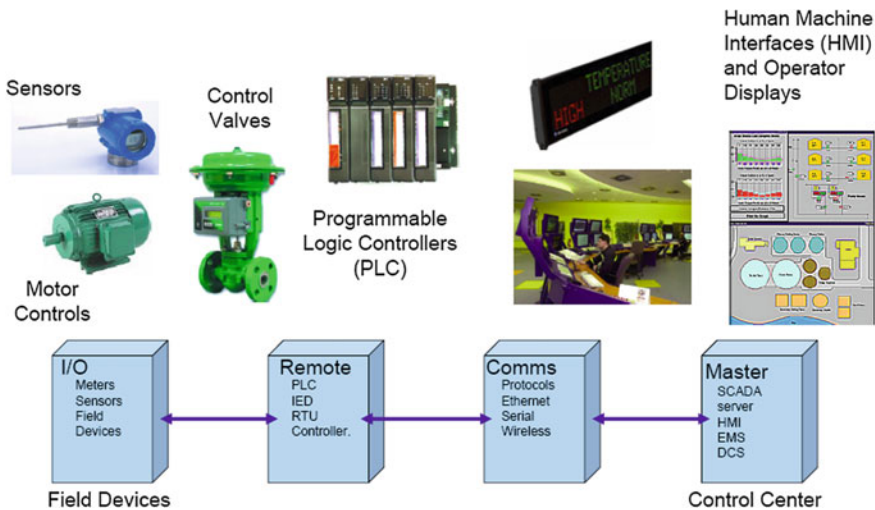 Sensors
Control
Valves
Motor
Controls
Programmable
Logic Controllers
(PLC)
TEMPERATURE
HIGH NORM
Human Machine
Interfaces (HMI)
and Operator
Displays
I/O
Meters
Sensors
Field
Devices
Remote
PLC
IED
RTU
Controller.
Comms
Protocols
Ethernet
Serial
Wireless
Master
SCADA
server
HMI
EMS
DCS
Field Devices
Control Center